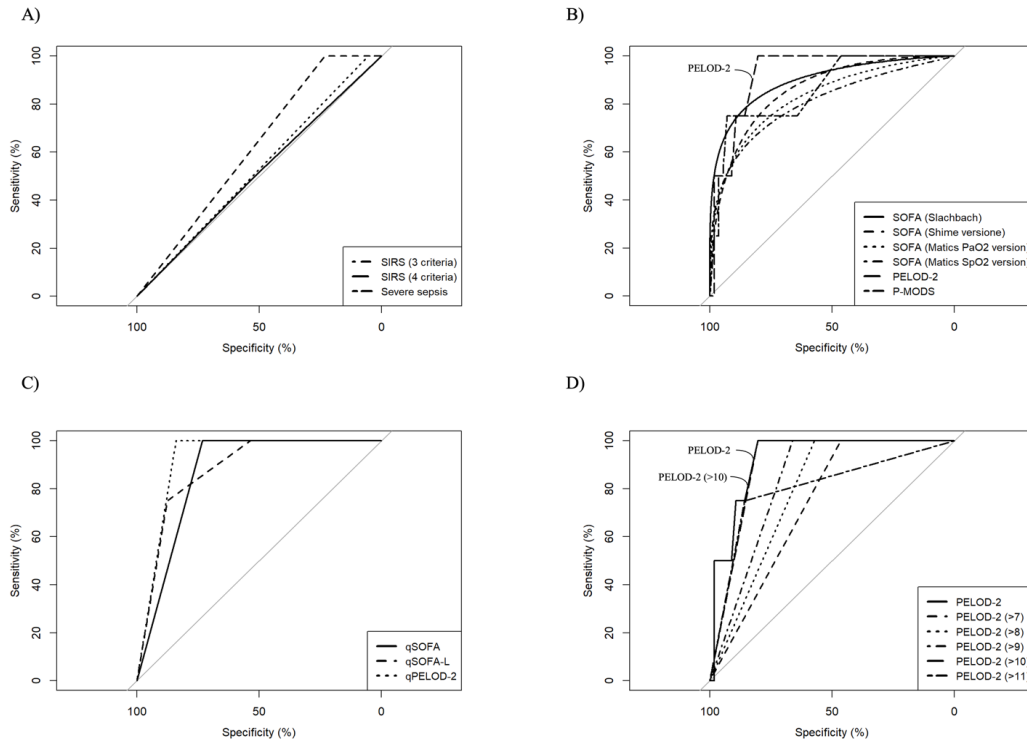 A)
Sensitivity (%)
100
80
60
40
20
0
SIRS (3 criteria)
SIRS (4 criteria)
Severe sepsis
100
50
0
Specificity (%)
B)
Sensitivity (%)
100
80
60
40
20
0
PELOD-2
SOFA (Slachbach)
SOFA (Shime versione)
SOFA (Matics PaO2 version)
SOFA (Matics SpO2 version)
PELOD-2
P-MODS
100
50
0
Specificity (%)
C)
Sensitivity (%)
100
80
60
40
20
0
qSOFA
qSOFA-L
qPELOD-2
100
50
0
Specificity (%)
D)
Sensitivity (%)
100
80
60
40
20
0
PELOD-2
PELOD-2 (>10)
PELOD-2
PELOD-2 (>7)
PELOD-2 (>8)
PELOD-2 (>9)
PELOD-2 (>10)
PELOD-2 (>11)
100
50
0
Specificity (%)